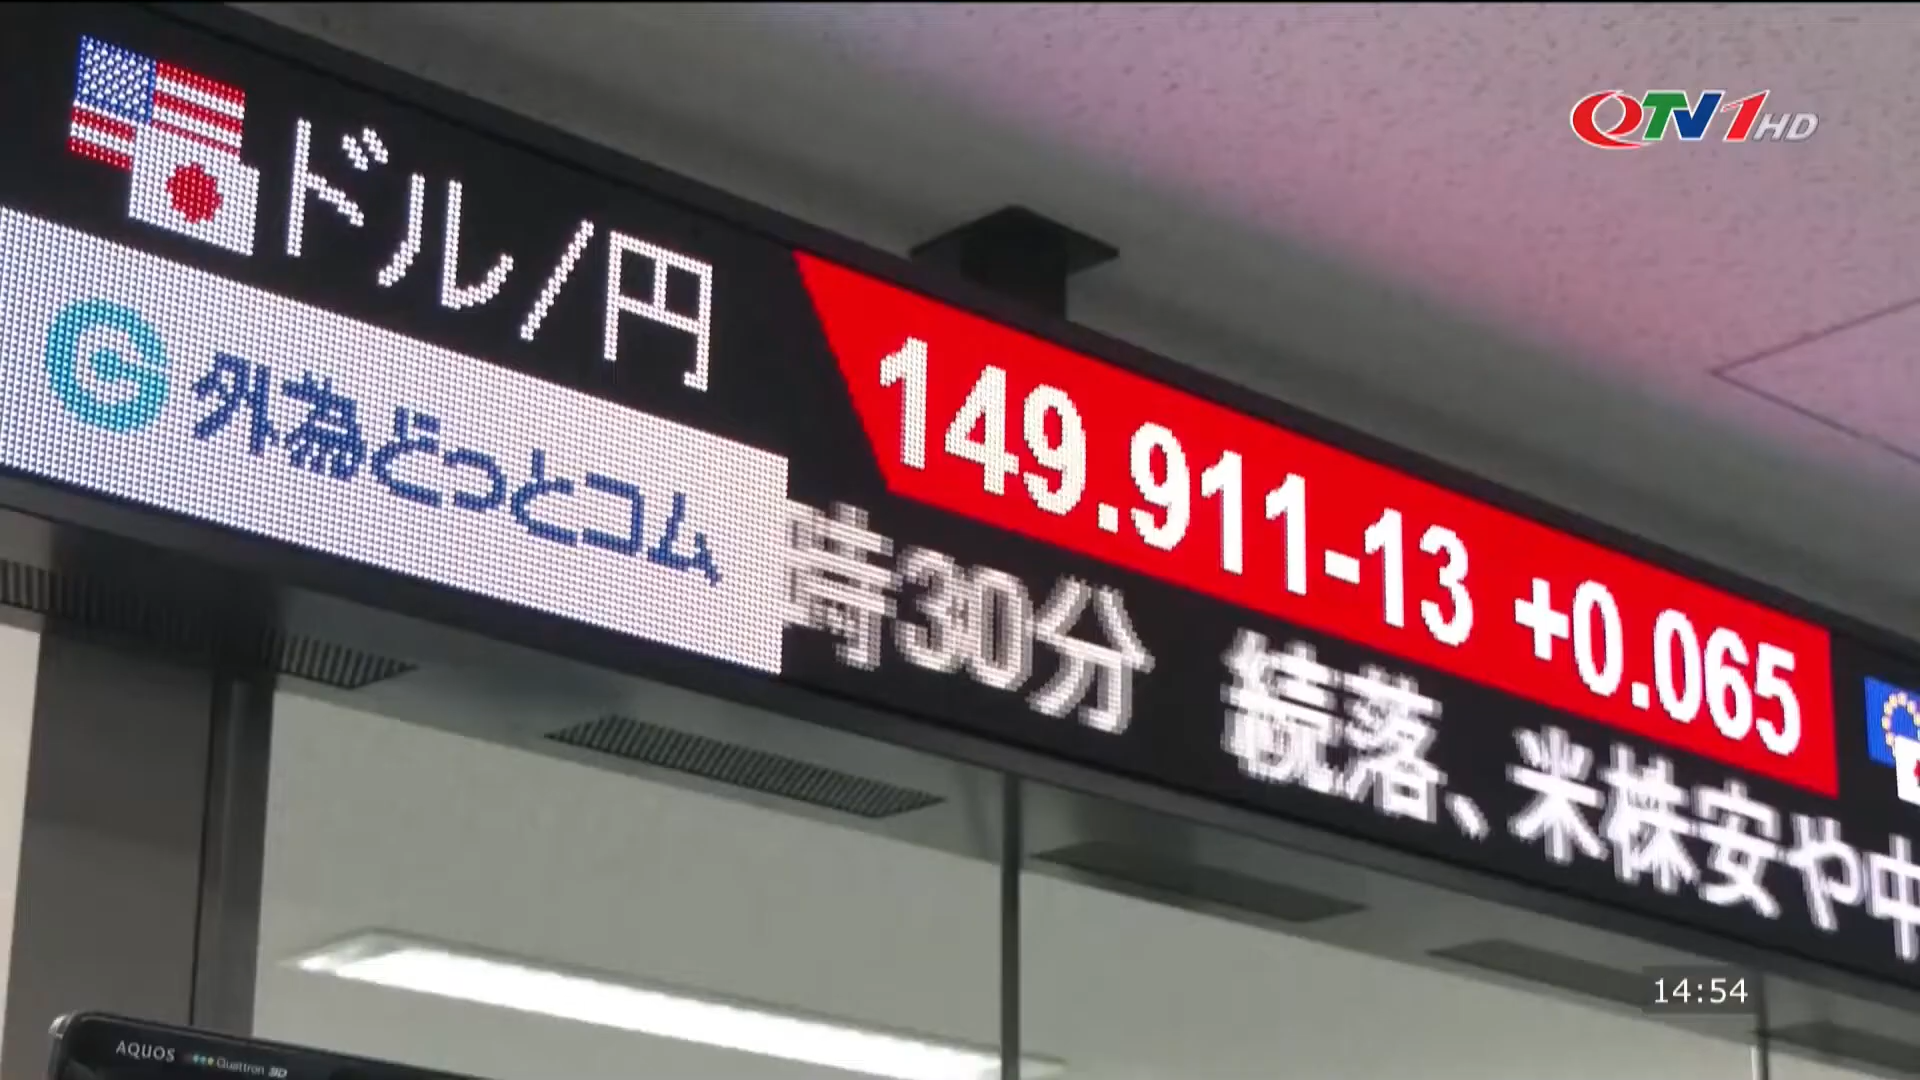 QTV1HD
ドル/円
149.911-13 +0.065
外為どっとコム
時30分 続落、米株安や中
14:54
AQUOS Quattron 3D